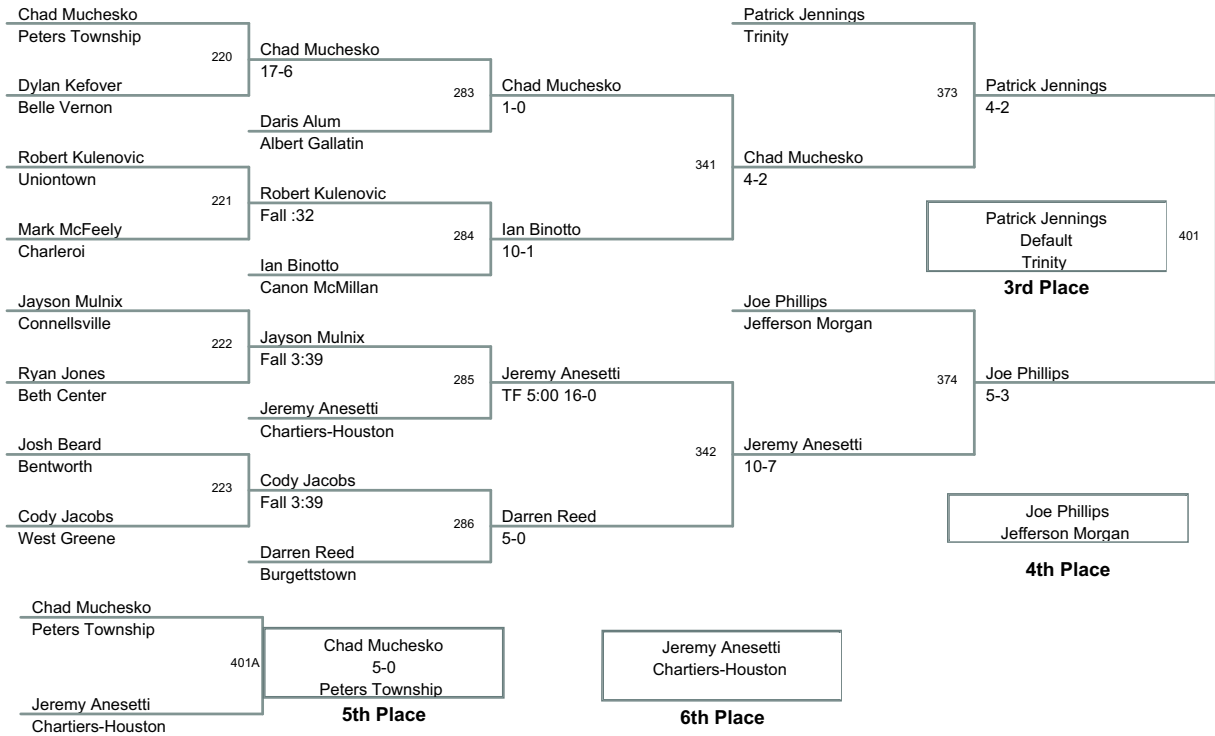 Chad Muchesko
Peters Township
220
Dylan Kefover
Belle Vernon
Robert Kulenovic
Uniontown
221
Mark McFeely
Charleroi
Jayson Mulnix
Connellsville
222
Ryan Jones
Beth Center
Josh Beard
Bentworth
223
Cody Jacobs
West Greene
Chad Muchesko
17-6
283
Daris Alum
Albert Gallatin
Robert Kulenovic
Fall :32
284
Ian Binotto
Canon McMillan
Jayson Mulnix
Fall 3:39
285
Jeremy Anesetti
Chartiers-Houston
Cody Jacobs
Fall 3:39
286
Darren Reed
Burgettstown
Chad Muchesko
1-0
341
Ian Binotto
10-1
Jeremy Anesetti
TF 5:00 16-0
342
Darren Reed
5-0
Patrick Jennings
Trinity
373
Chad Muchesko
4-2
Joe Phillips
Jefferson Morgan
374
Jeremy Anesetti
10-7
Patrick Jennings
4-2
401
Joe Phillips
5-3
Patrick Jennings
Default
Trinity
3rd Place
Joe Phillips
Jefferson Morgan
4th Place
Chad Muchesko
Peters Township
401A
Jeremy Anesetti
Chartiers-Houston
Chad Muchesko
5-0
Peters Township
5th Place
Jeremy Anesetti
Chartiers-Houston
6th Place